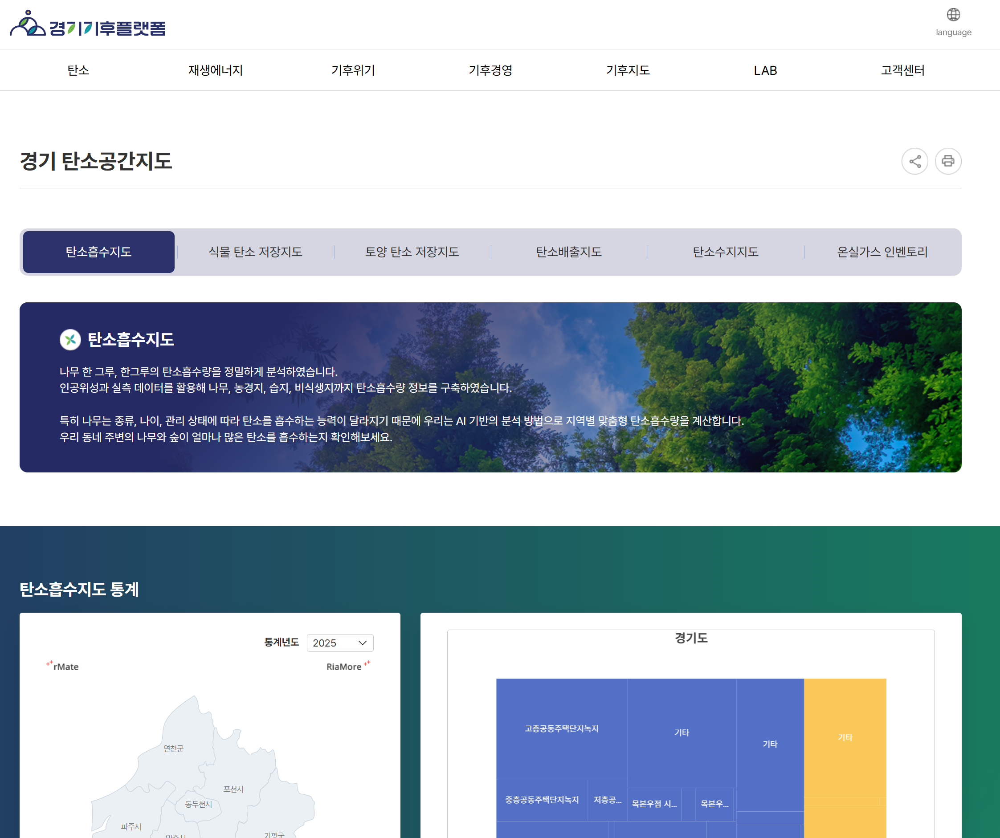 경기기후플랫폼
language
탄소 재생에너지 기후위기 기후경영 기후지도 LAB 고객센터
경기 탄소공간지도
탄소흡수지도 식물 탄소 저장지도 토양 탄소 저장지도 탄소배출지도 탄소수지지도 온실가스 인벤토리
탄소흡수지도
나무 한 그루, 한그루의 탄소흡수량을 정밀하게 분석하였습니다.
인공위성과 실측 데이터를 활용해 나무, 농경지, 습지, 비식생지까지 탄소흡수량 정보를 구축하였습니다.
특히 나무는 종류, 나이, 관리 상태에 따라 탄소를 흡수하는 능력이 달라지기 때문에 우리는 AI 기반의 분석 방법으로 지역별 맞춤형 탄소흡수량을 계산합니다.
우리 동네 주변의 나무와 숲이 얼마나 많은 탄소를 흡수하는지 확인해보세요.
탄소흡수지도 통계
통계년도 2025
rMate RiaMore
연천군
포천시
동두천시
파주시
가평군
경기도
고층공동주택단지녹지
기타
기타
기타
중층공동주택단지녹지
저층공...
목본우점 시...
목본우...